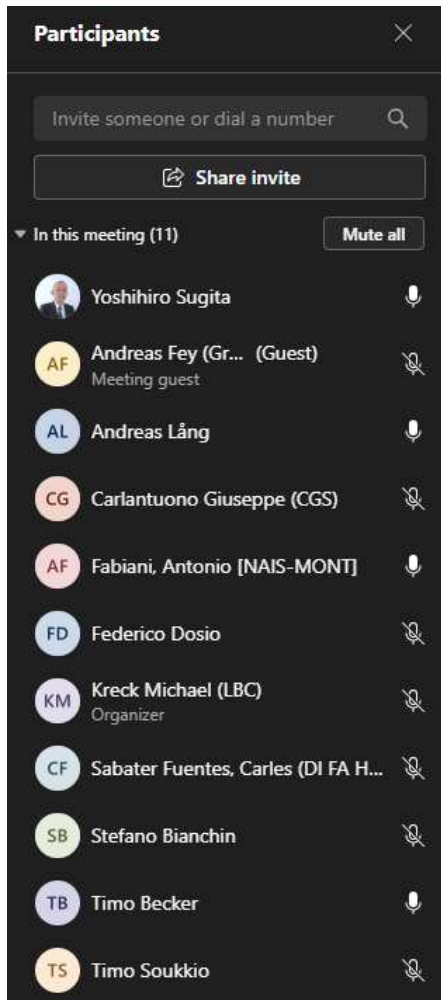 Participants
Invite someone or dial a number
Share invite
In this meeting (11)
Mute all
Yoshihiro Sugita
AF
Andreas Fey (Gr... (Guest)
Meeting guest
AL
Andreas Lång
CG
Carlantuono Giuseppe (CGS)
AF
Fabiani, Antonio [NAIS-MONT]
FD
Federico Dosio
KM
Kreck Michael (LBC)
Organizer
CF
Sabater Fuentes, Carles (DI FA H...
SB
Stefano Bianchin
TB
Timo Becker
TS
Timo Soukkio